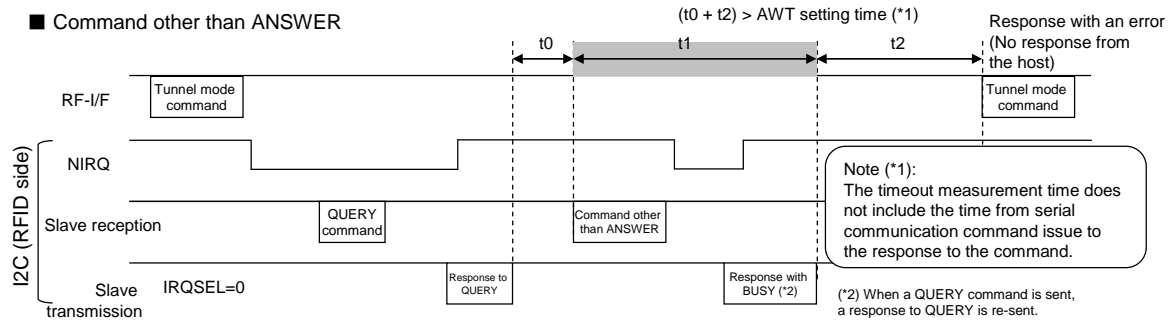 ■ Command other than ANSWER
(t0 + t2) > AWT setting time (*1)
Response with an error
(No response from
the host)
t0
t1
t2
RF-I/F
Tunnel mode
command
Tunnel mode
command
I2C (RFID side)
NIRQ
Note (*1):
The timeout measurement time does
not include the time from serial
communication command issue to
the response to the command.
Slave reception
QUERY
command
Command other
than ANSWER
Slave
transmission
IRQSEL=0
Response to
QUERY
Response with
BUSY (*2)
(*2) When a QUERY command is sent,
a response to QUERY is re-sent.